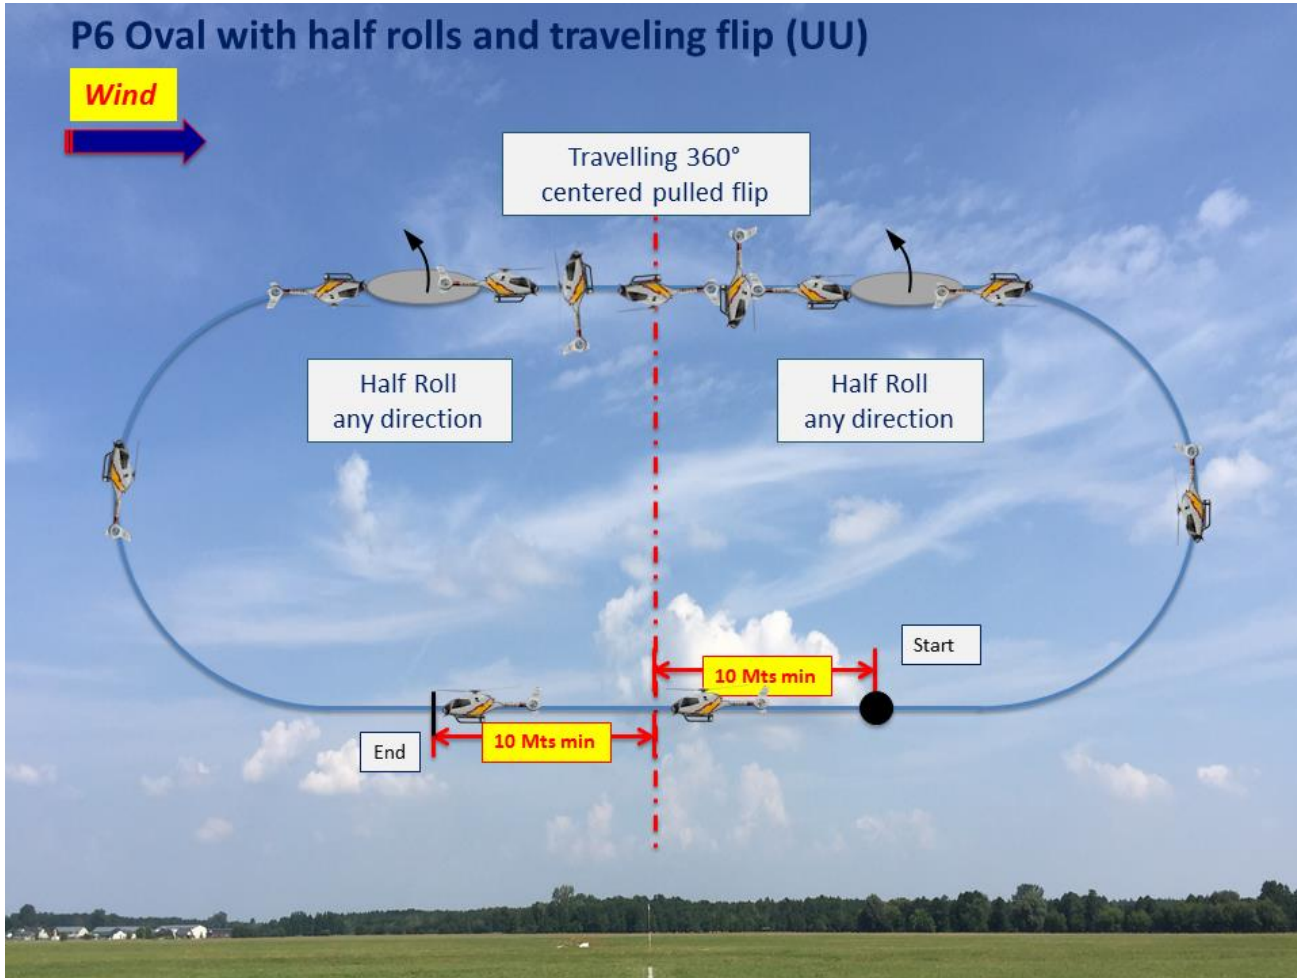 P6 Oval with half rolls and traveling flip (UU)
Wind
Travelling 360°
centered pulled flip
Half Roll
any direction
Half Roll
any direction
Start
10 Mts min
10 Mts min
End